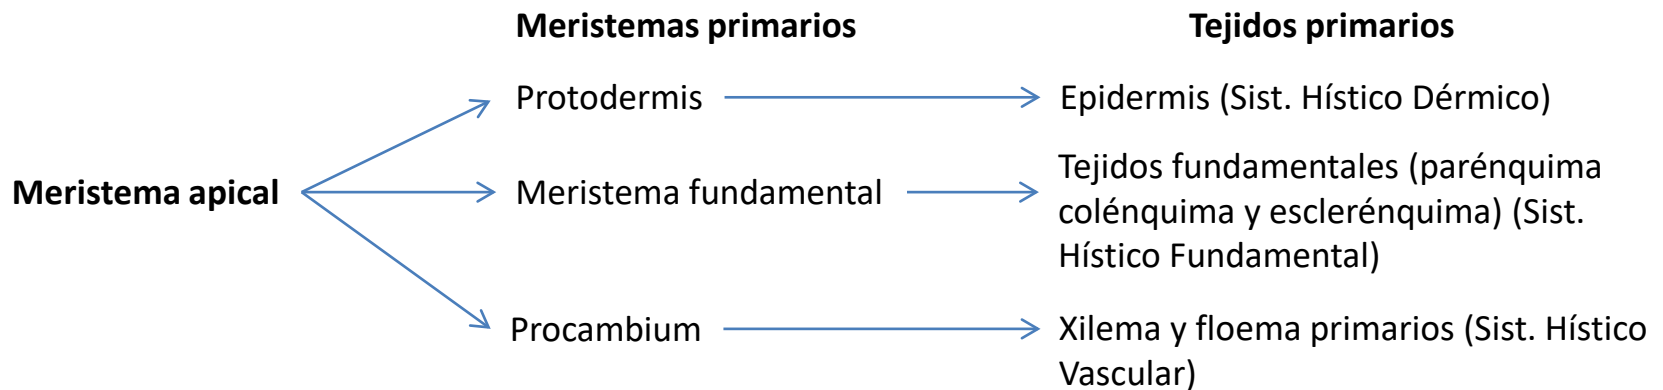 Meristemas primarios
Tejidos primarios
Protodermis
Epidermis (Sist. Hístico Dérmico)
Meristema apical
Meristema fundamental
Tejidos fundamentales (parénquima
colénquima y esclerénquima) (Sist.
Hístico Fundamental)
Procambium
Xilema y floema primarios (Sist. Hístico
Vascular)